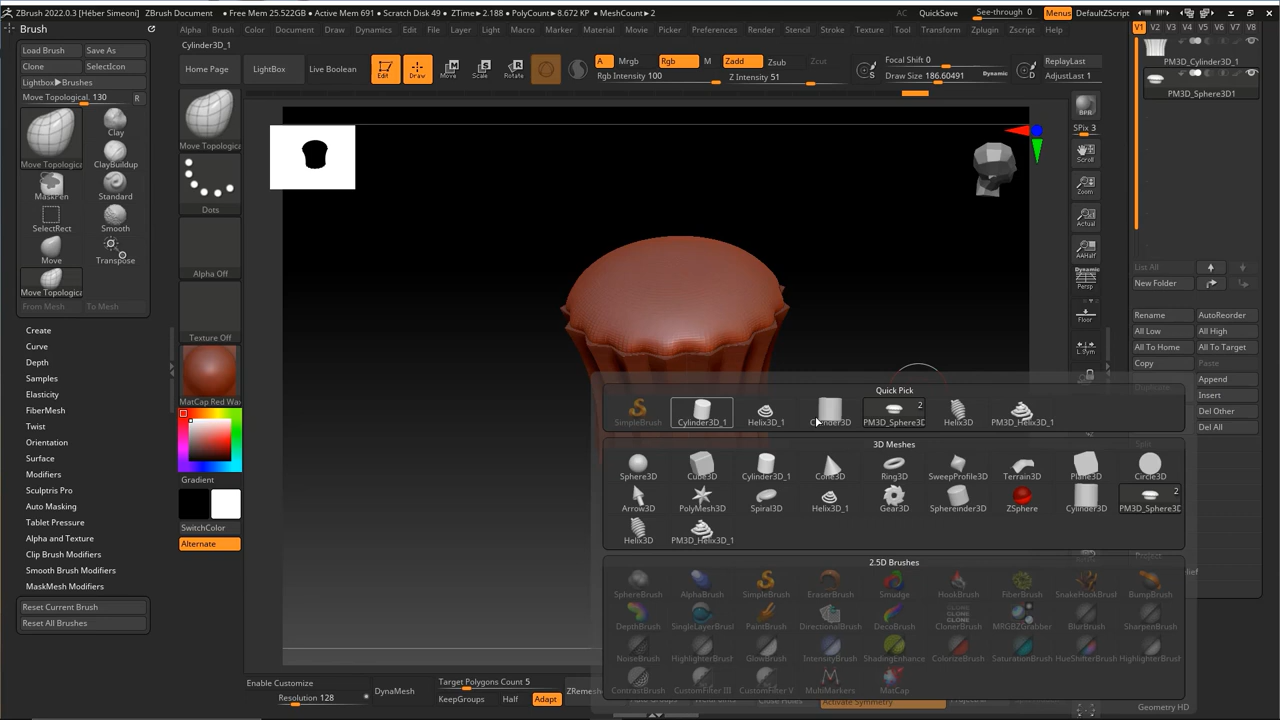 ZBrush 2022.0.3 [Héber Simeoni] ZBrush Document • Free Mem 25.522GB • Active Mem 691 • Scratch Disk 49 • ZTime▸2.188 • PolyCount▸8.672 KP • MeshCount▸2 AC QuickSave See-through 0 Menus DefaultZScript
Brush Alpha Brush Color Document Draw Dynamics Edit File Layer Light Macro Marker Material Movie Picker Preferences Render Stencil Stroke Texture Tool Transform Zplugin Zscript Help V1 V2 V3 V4 V5 V6 V7 V8
Cylinder3D_1
Load Brush Save As
Clone SelectIcon
Lightbox▸Brushes
Move Topological. 130 R
Home Page LightBox Live Boolean Edit Draw Move Scale Rotate A Mrgb Rgb M Zadd Zsub Zcut
Rgb Intensity 100 Z Intensity 51
Focal Shift 0
Draw Size 186.60491 Dynamic
S D
ReplayLast
AdjustLast 1
PM3D_Cylinder3D_1
PM3D_Sphere3D1
Move Topologica
Clay
ClayBuildup
MaskPen Standard
SelectRect Smooth
Move Transpose
Move Topologica
From Mesh To Mesh
Create
Curve
Depth
Samples
Elasticity
FiberMesh
Twist
Orientation
Surface
Modifiers
Sculptris Pro
Auto Masking
Tablet Pressure
Alpha and Texture
Clip Brush Modifiers
Smooth Brush Modifiers
MaskMesh Modifiers
Reset Current Brush
Reset All Brushes
Move Topologica
Dots
Alpha Off
Texture Off
MatCap Red Wax
Gradient
SwitchColor
Alternate
BPR
SPix 3
Scroll
Zoom
Actual
AAHalf
Dynamic
Persp
Floor
L.Sym
List All
New Folder
Rename AutoReorder
All Low All High
All To Home All To Target
Copy Paste
Duplicate Append
Insert
Del Other
Del All
Split
Project
Geometry HD
Quick Pick
SimpleBrush Cylinder3D_1 Helix3D_1 Cylinder3D 2 PM3D_Sphere3D Helix3D PM3D_Helix3D_1
3D Meshes
Sphere3D Cube3D Cylinder3D_1 Cone3D Ring3D SweepProfile3D Terrain3D Plane3D Circle3D
Arrow3D PolyMesh3D Spiral3D Helix3D_1 Gear3D Sphereinder3D ZSphere Cylinder3D 2 PM3D_Sphere3D
Helix3D PM3D_Helix3D_1
2.5D Brushes
SphereBrush AlphaBrush SimpleBrush EraserBrush Smudge HookBrush FiberBrush SnakeHookBrush BumpBrush
DepthBrush SingleLayerBrus PaintBrush DirectionalBrush DecoBrush CLONE CLONE ClonerBrush MRGBZGrabber BlurBrush SharpenBrush
NoiseBrush HighlighterBrush GlowBrush IntensityBrush ShadingEnhance ColorizeBrush SaturationBrush HueShifterBrush HighlighterBrush
ContrastBrush CustomFilter III CustomFilter V MultiMarkers MatCap
Enable Customize
Resolution 128
DynaMesh
Target Polygons Count 5
KeepGroups Half Adapt
ZRemesh
Activate Symmetry